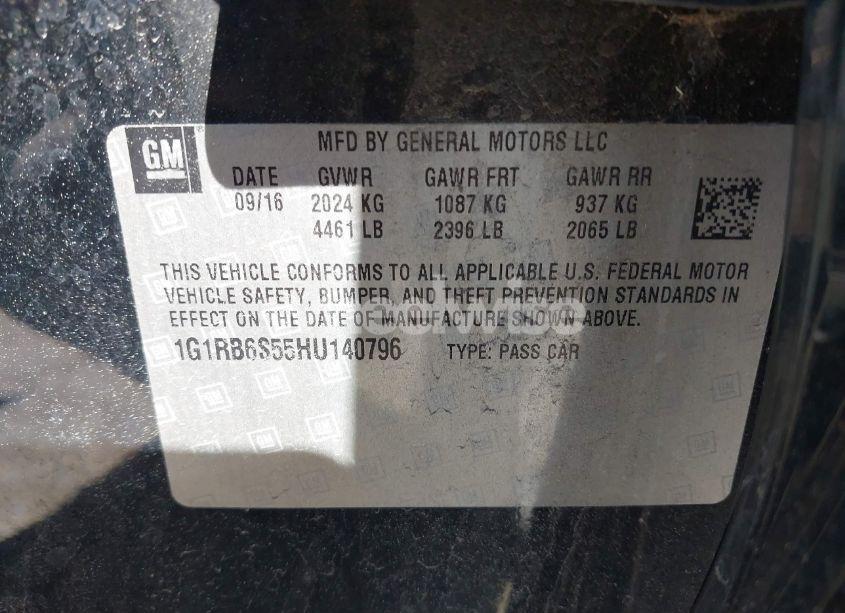 GM
MFD BY GENERAL MOTORS LLC
DATE GVWR GAWR FRT GAWR RR
09/16 2024 KG 1087 KG 937 KG
4461 LB 2396 LB 2065 LB
THIS VEHICLE CONFORMS TO ALL APPLICABLE U.S. FEDERAL MOTOR
VEHICLE SAFETY, BUMPER, AND THEFT PREVENTION STANDARDS IN
EFFECT ON THE DATE OF MANUFACTURE SHOWN ABOVE.
1G1RB6S55HU140796 TYPE: PASS CAR